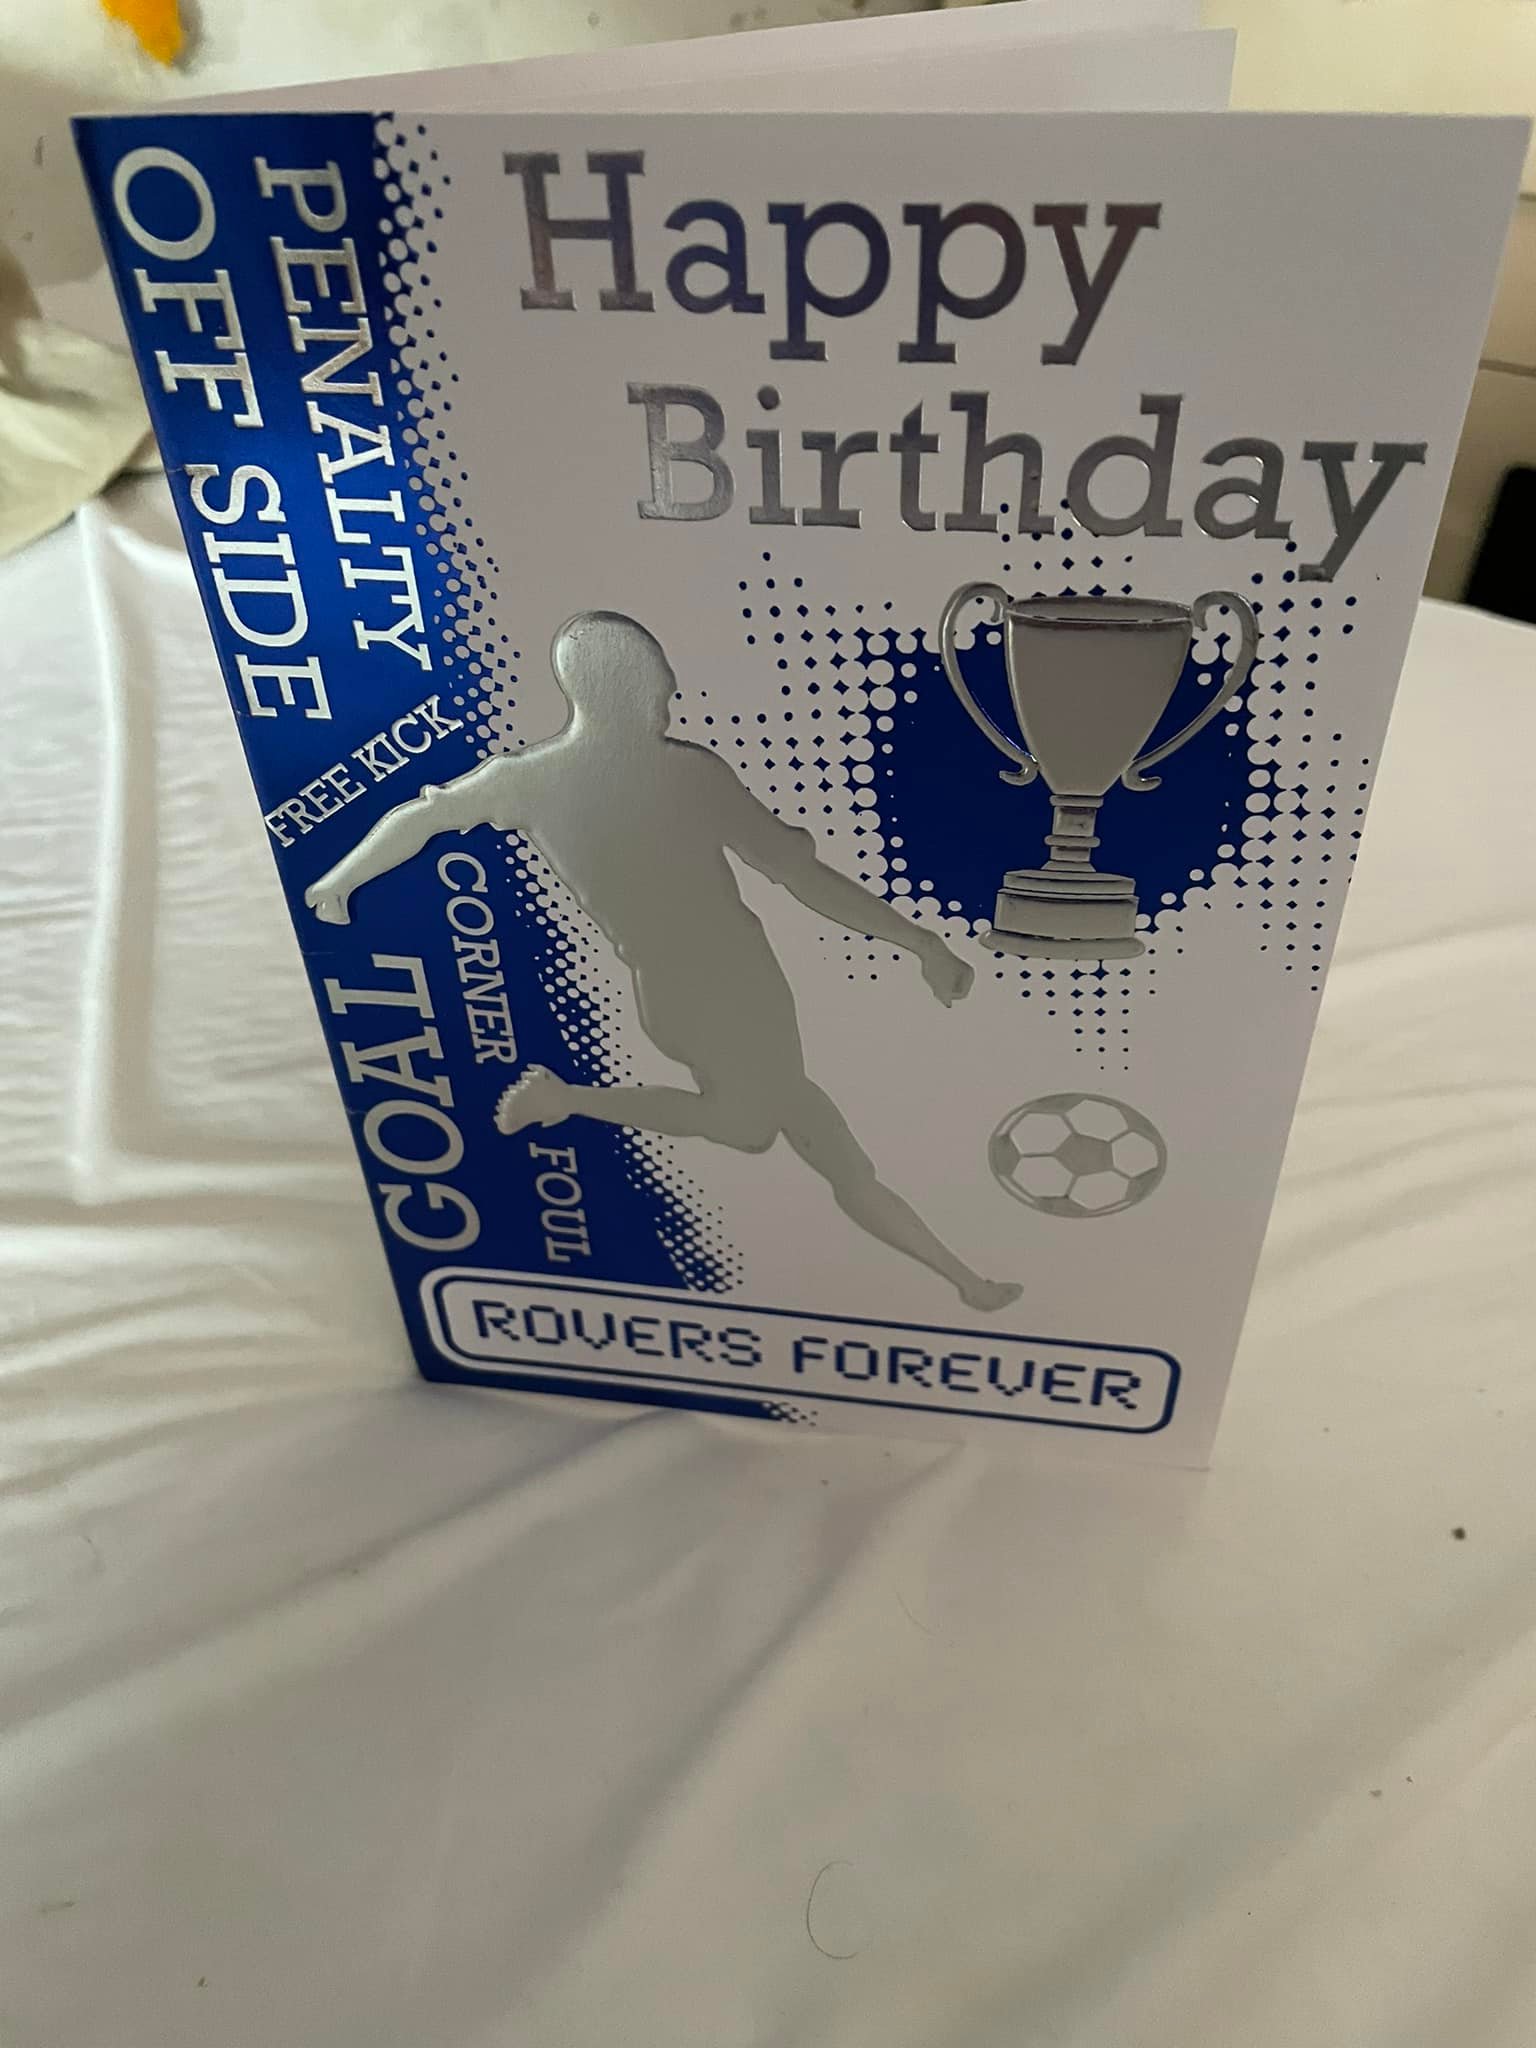 Happy
Birthday
PENALTY
OFF SIDE
FREE KICK
GOAL
CORNER
FOUL
ROVERS FOREVER